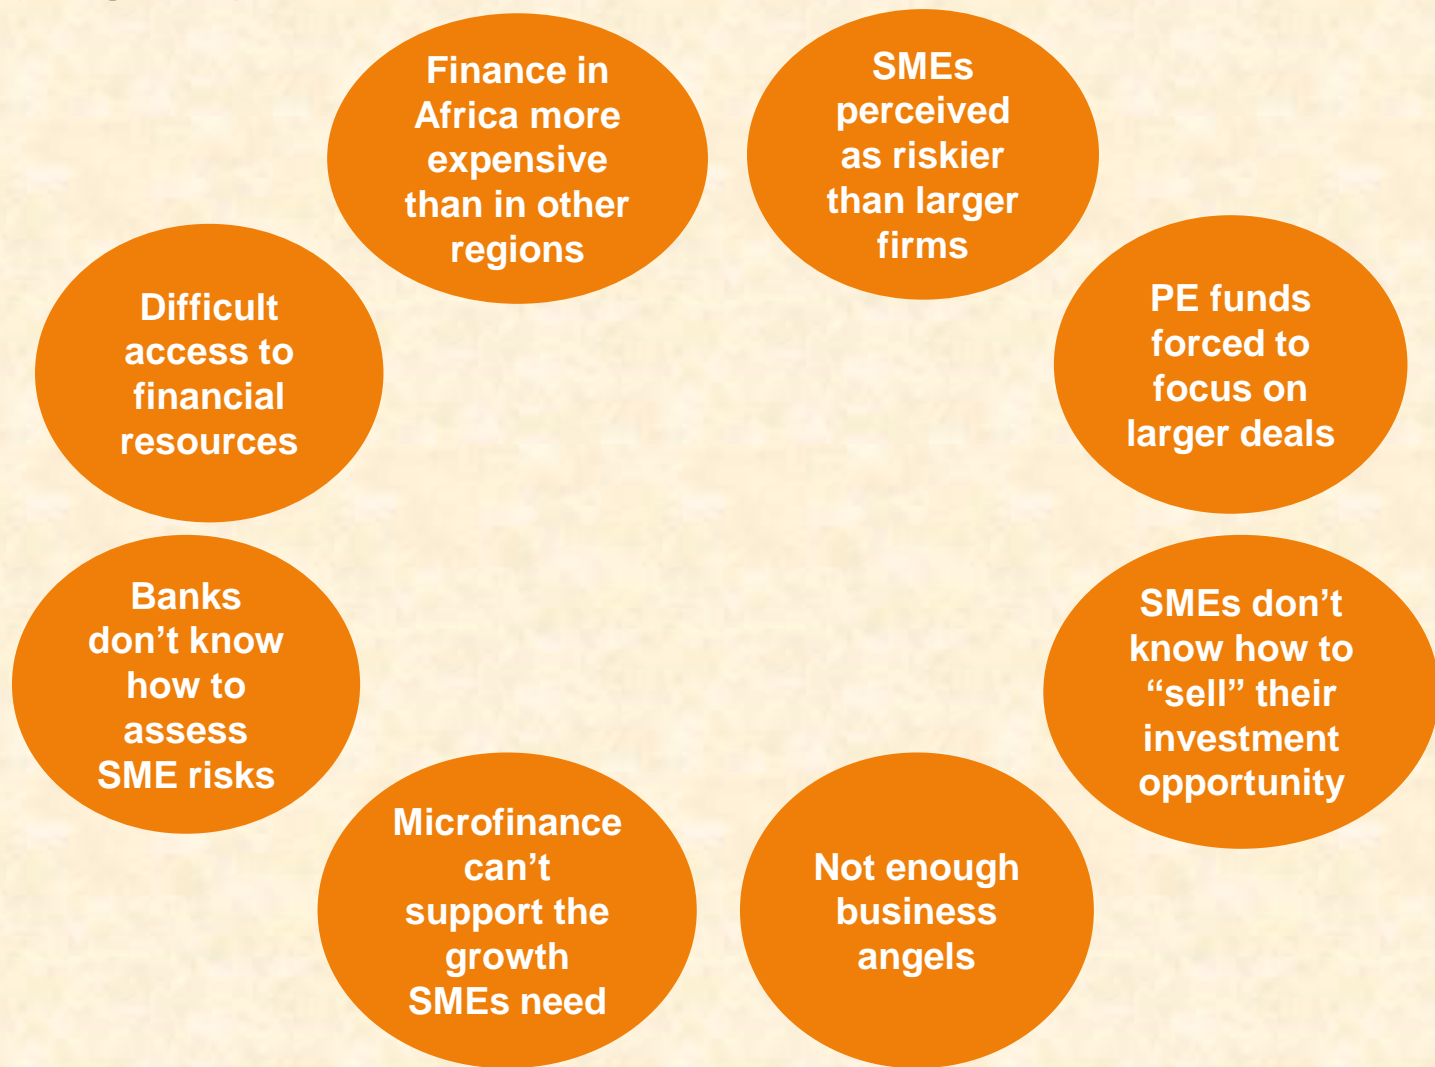 Finance in
Africa more
expensive
than in other
regions
SMEs
perceived
as riskier
than larger
firms
Difficult
access to
financial
resources
PE funds
forced to
focus on
larger deals
Banks
don’t know
how to
assess
SME risks
SMEs don’t
know how to
“sell” their
investment
opportunity
Microfinance
can’t
support the
growth
SMEs need
Not enough
business
angels